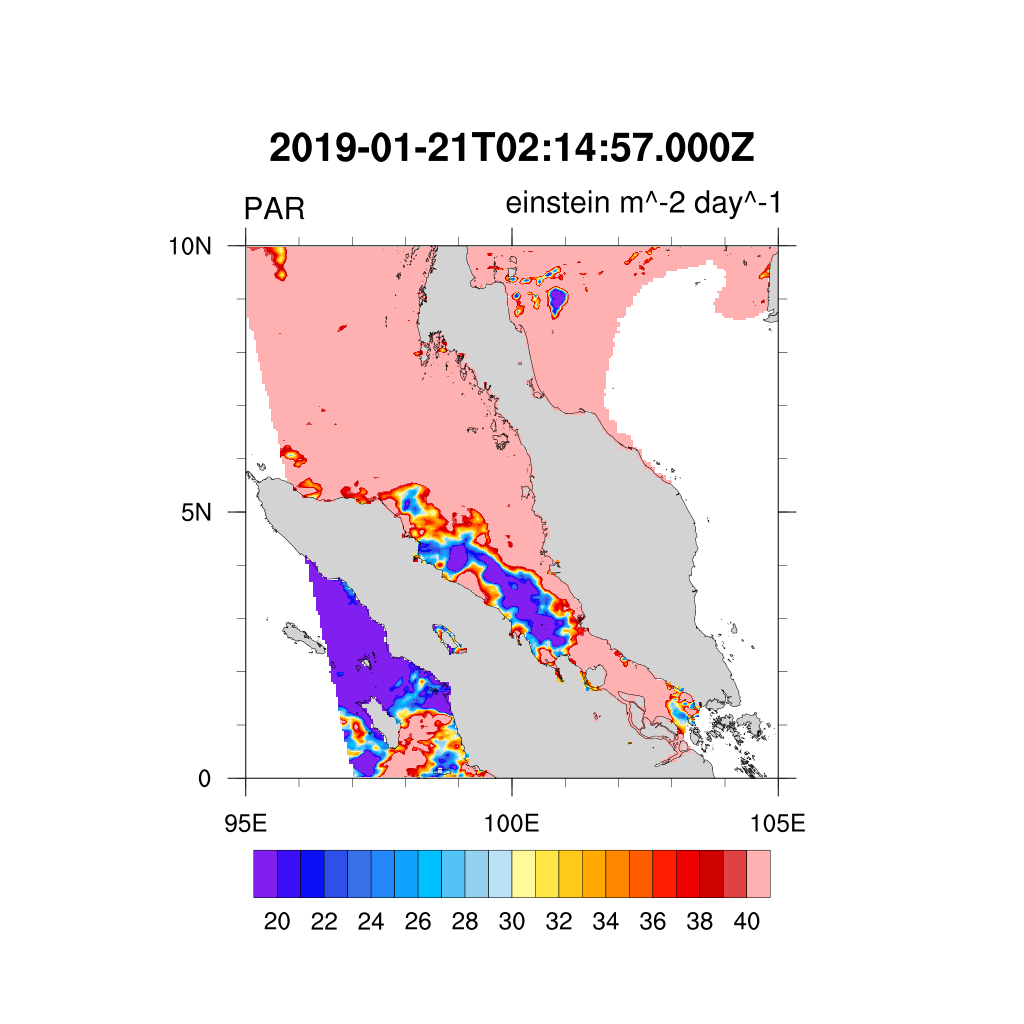 2019-01-21T02:14:57.000Z
PAR einstein m^-2 day^-1
10N
5N
0
95E 100E 105E
20 22 24 26 28 30 32 34 36 38 40